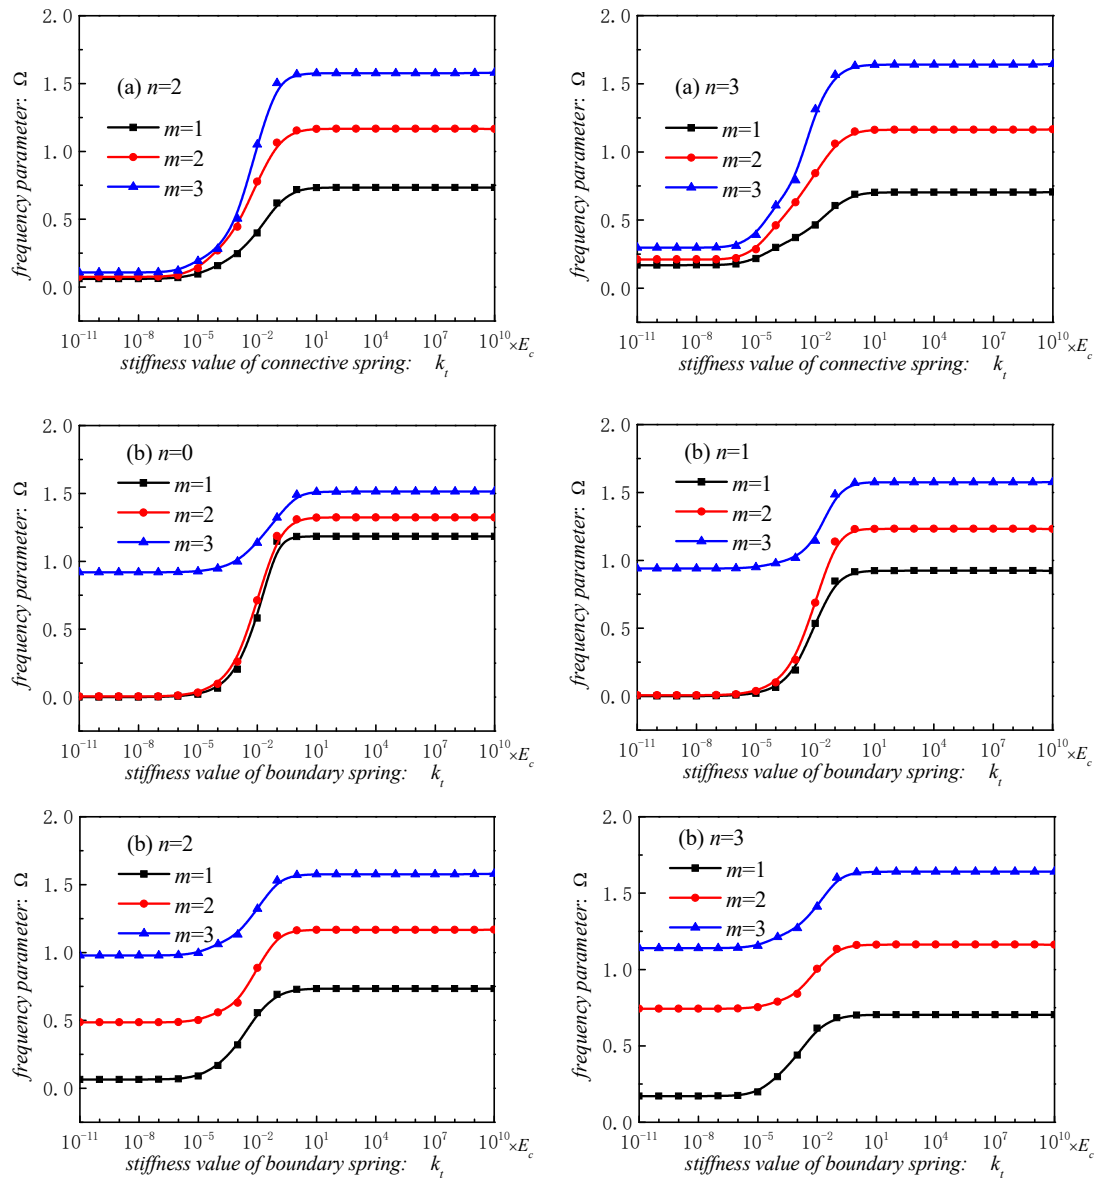 2.0
1.5
1.0
0.5
0.0
frequency parameter: Ω
(a) n=2
m=1
m=2
m=3
10^-11 10^-8 10^-5 10^-2 10^1 10^4 10^7 10^10 ×E_c
stiffness value of connective spring: k_t
2.0
1.5
1.0
0.5
0.0
frequency parameter: Ω
(a) n=3
m=1
m=2
m=3
10^-11 10^-8 10^-5 10^-2 10^1 10^4 10^7 10^10 ×E_c
stiffness value of connective spring: k_t
2.0
1.5
1.0
0.5
0.0
frequency parameter: Ω
(b) n=0
m=1
m=2
m=3
10^-11 10^-8 10^-5 10^-2 10^1 10^4 10^7 10^10 ×E_c
stiffness value of boundary spring: k_t
2.0
1.5
1.0
0.5
0.0
frequency parameter: Ω
(b) n=1
m=1
m=2
m=3
10^-11 10^-8 10^-5 10^-2 10^1 10^4 10^7 10^10 ×E_c
stiffness value of boundary spring: k_t
2.0
1.5
1.0
0.5
0.0
frequency parameter: Ω
(b) n=2
m=1
m=2
m=3
10^-11 10^-8 10^-5 10^-2 10^1 10^4 10^7 10^10 ×E_c
stiffness value of boundary spring: k_t
2.0
1.5
1.0
0.5
0.0
frequency parameter: Ω
(b) n=3
m=1
m=2
m=3
10^-11 10^-8 10^-5 10^-2 10^1 10^4 10^7 10^10 ×E_c
stiffness value of boundary spring: k_t